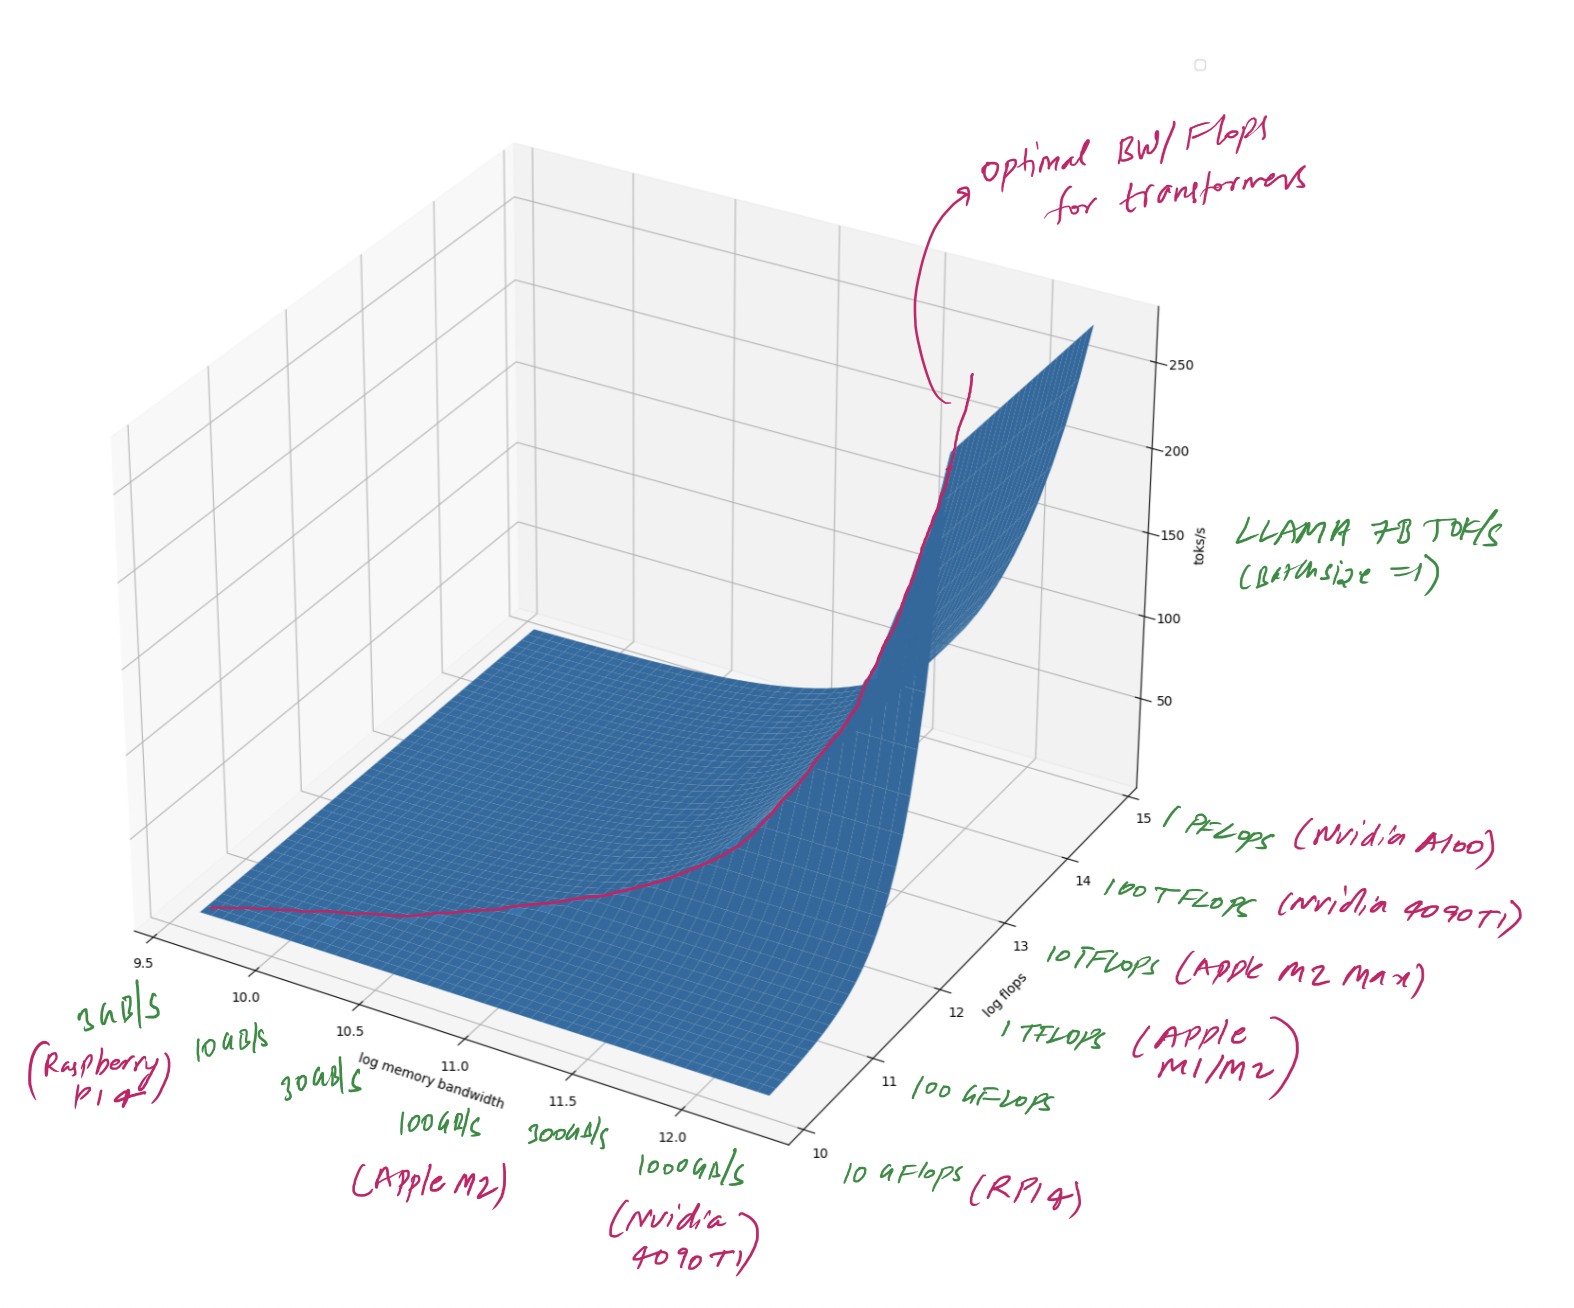 Optimal BW/Flops
for transformers
250
200
150
100
50
toks/s
LLAMA 7B TOK/S
(Batchsize =1)
15
1 PFLOPS (Nvidia A100)
14
100 TFLOPS (Nvidia 4090TI)
13
10TFLOPS (Apple M2 Max)
12
log flops
1 TFLOPS (Apple
M1/M2)
11
100 GFLOPS
10
10 GFlops (RPI4)
9.5
10.0
10.5
11.0
11.5
12.0
log memory bandwidth
3GB/S
(Raspberry
PI 4)
10 GB/s
30GB/S
100GB/S
(Apple M2)
300GB/S
1000GB/S
(Nvidia
4090TI)